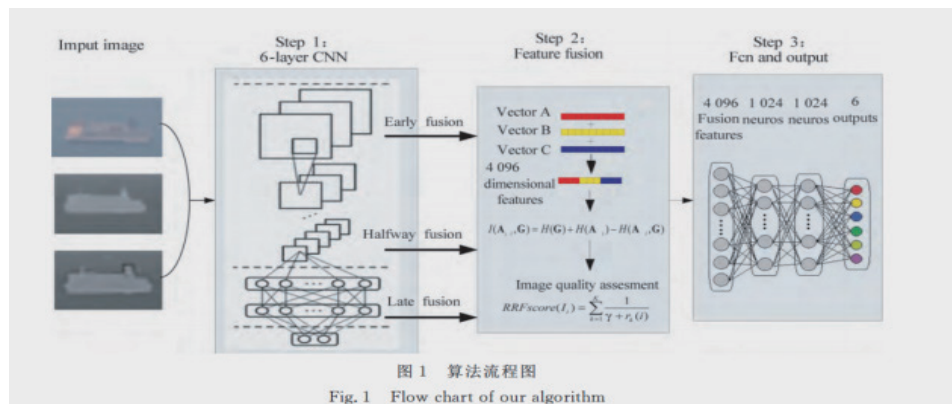 Imput image
Step 1:
6-layer CNN
Early fusion
Halfway fusion
Late fusion
Step 2:
Feature fusion
Vector A
Vector B
Vector C
4 096
dimensional
features
I(A ,G)=H(G)+H(A )-H(A ,G)
Image quality assesment
RRFscore(I_i)=∑ 1/(γ+r_k(i))
Step 3:
Fcn and output
4 096 1 024 1 024 6
Fusion neuros neuros outputs
features
图 1 算法流程图
Fig. 1 Flow chart of our algorithm